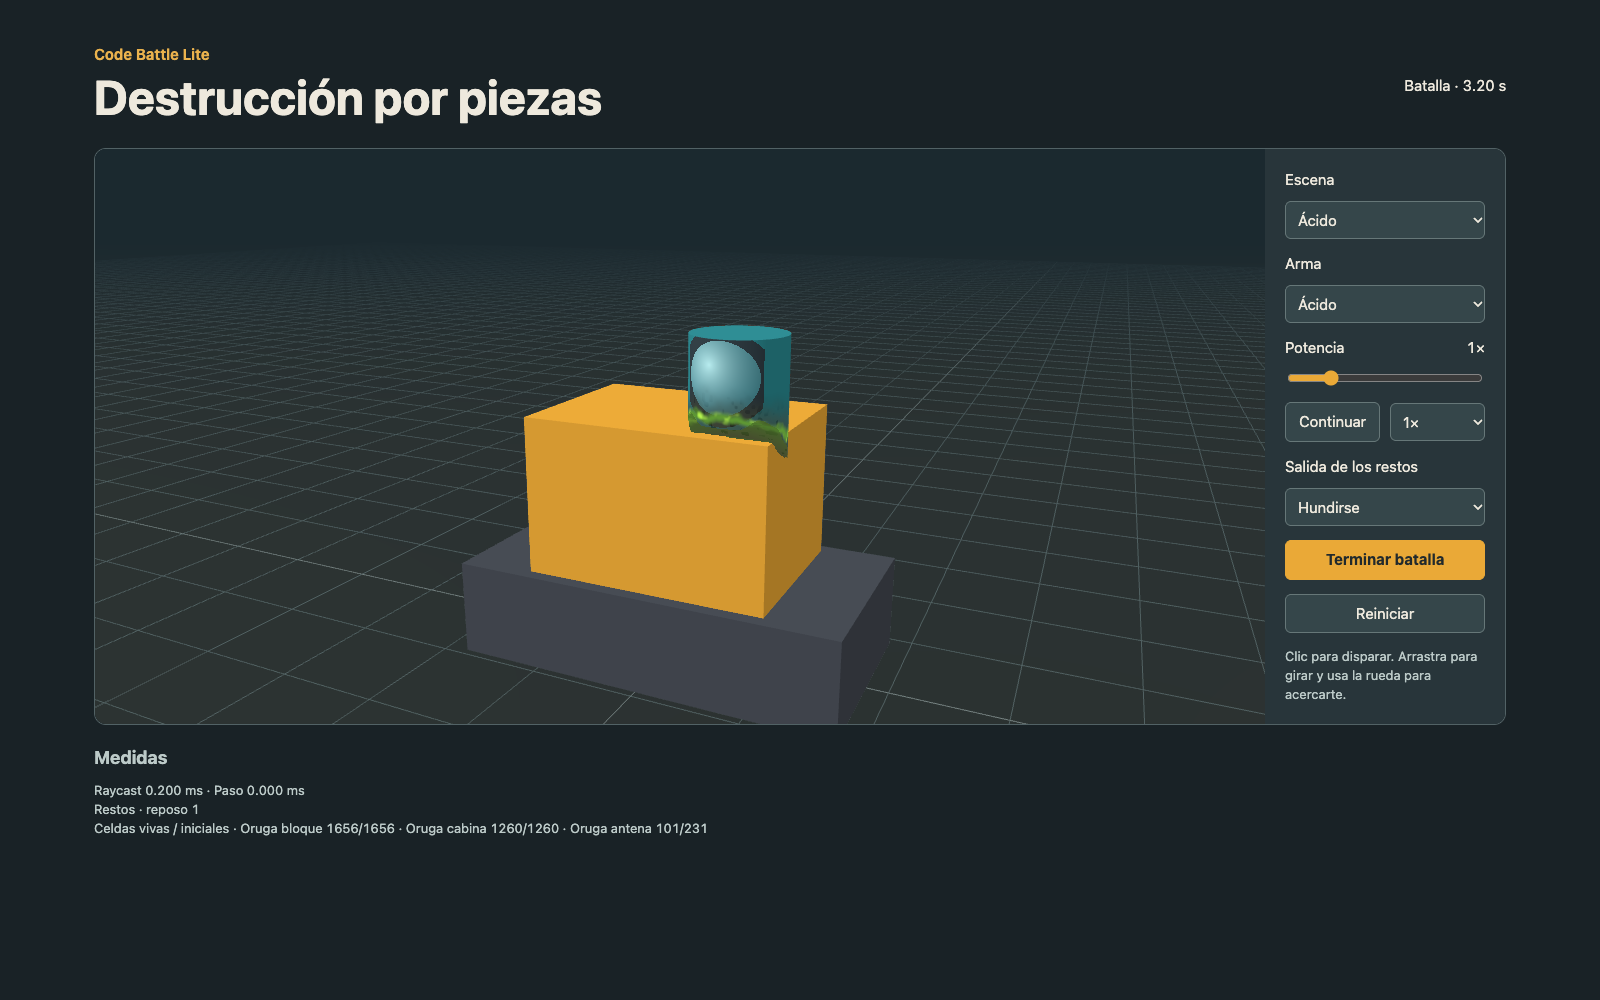 Code Battle Lite
Destrucción por piezas
Batalla · 3.20 s
Escena
Ácido
Arma
Ácido
Potencia 1×
Continuar 1×
Salida de los restos
Hundirse
Terminar batalla
Reiniciar
Clic para disparar. Arrastra para
girar y usa la rueda para
acercarte.
Medidas
Raycast 0.200 ms · Paso 0.000 ms
Restos · reposo 1
Celdas vivas / iniciales · Oruga bloque 1656/1656 · Oruga cabina 1260/1260 · Oruga antena 101/231